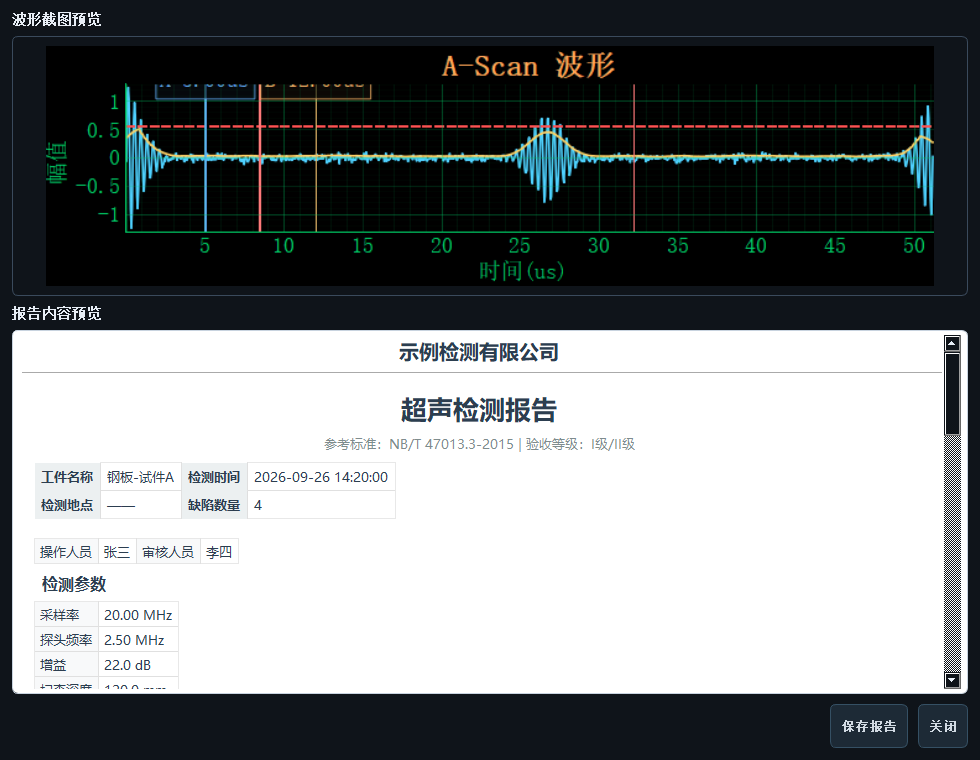 波形截图预览
A-Scan 波形
幅值
1
0.5
0
-0.5
-1
5 10 15 20 25 30 35 40 45 50
时间(us)
报告内容预览
示例检测有限公司
超声检测报告
参考标准：NB/T 47013.3-2015 | 验收等级：I级/II级
工件名称 钢板-试件A 检测时间 2026-09-26 14:20:00
检测地点 —— 缺陷数量 4
操作人员 张三 审核人员 李四
检测参数
采样率 20.00 MHz
探头频率 2.50 MHz
增益 22.0 dB
保存报告 关闭